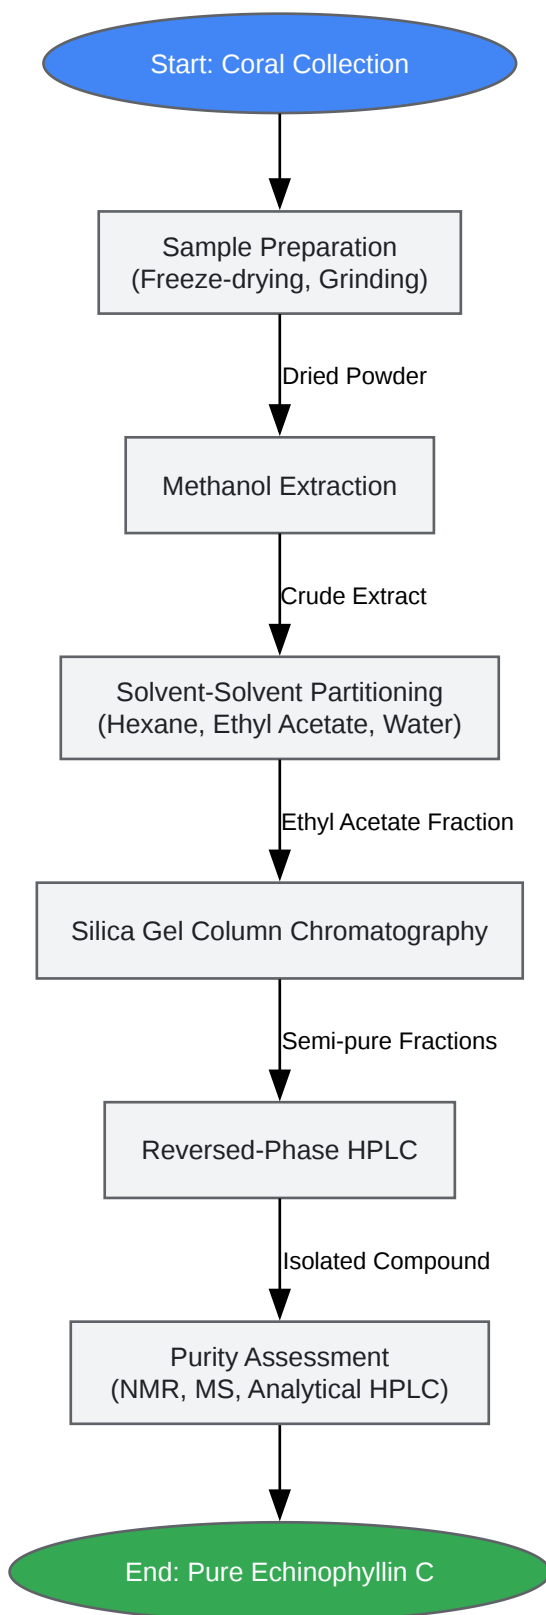 Start: Coral Collection
Sample Preparation
(Freeze-drying, Grinding)
Dried Powder
Methanol Extraction
Crude Extract
Solvent-Solvent Partitioning
(Hexane, Ethyl Acetate, Water)
Ethyl Acetate Fraction
Silica Gel Column Chromatography
Semi-pure Fractions
Reversed-Phase HPLC
Isolated Compound
Purity Assessment
(NMR, MS, Analytical HPLC)
End: Pure Echinophyllin C